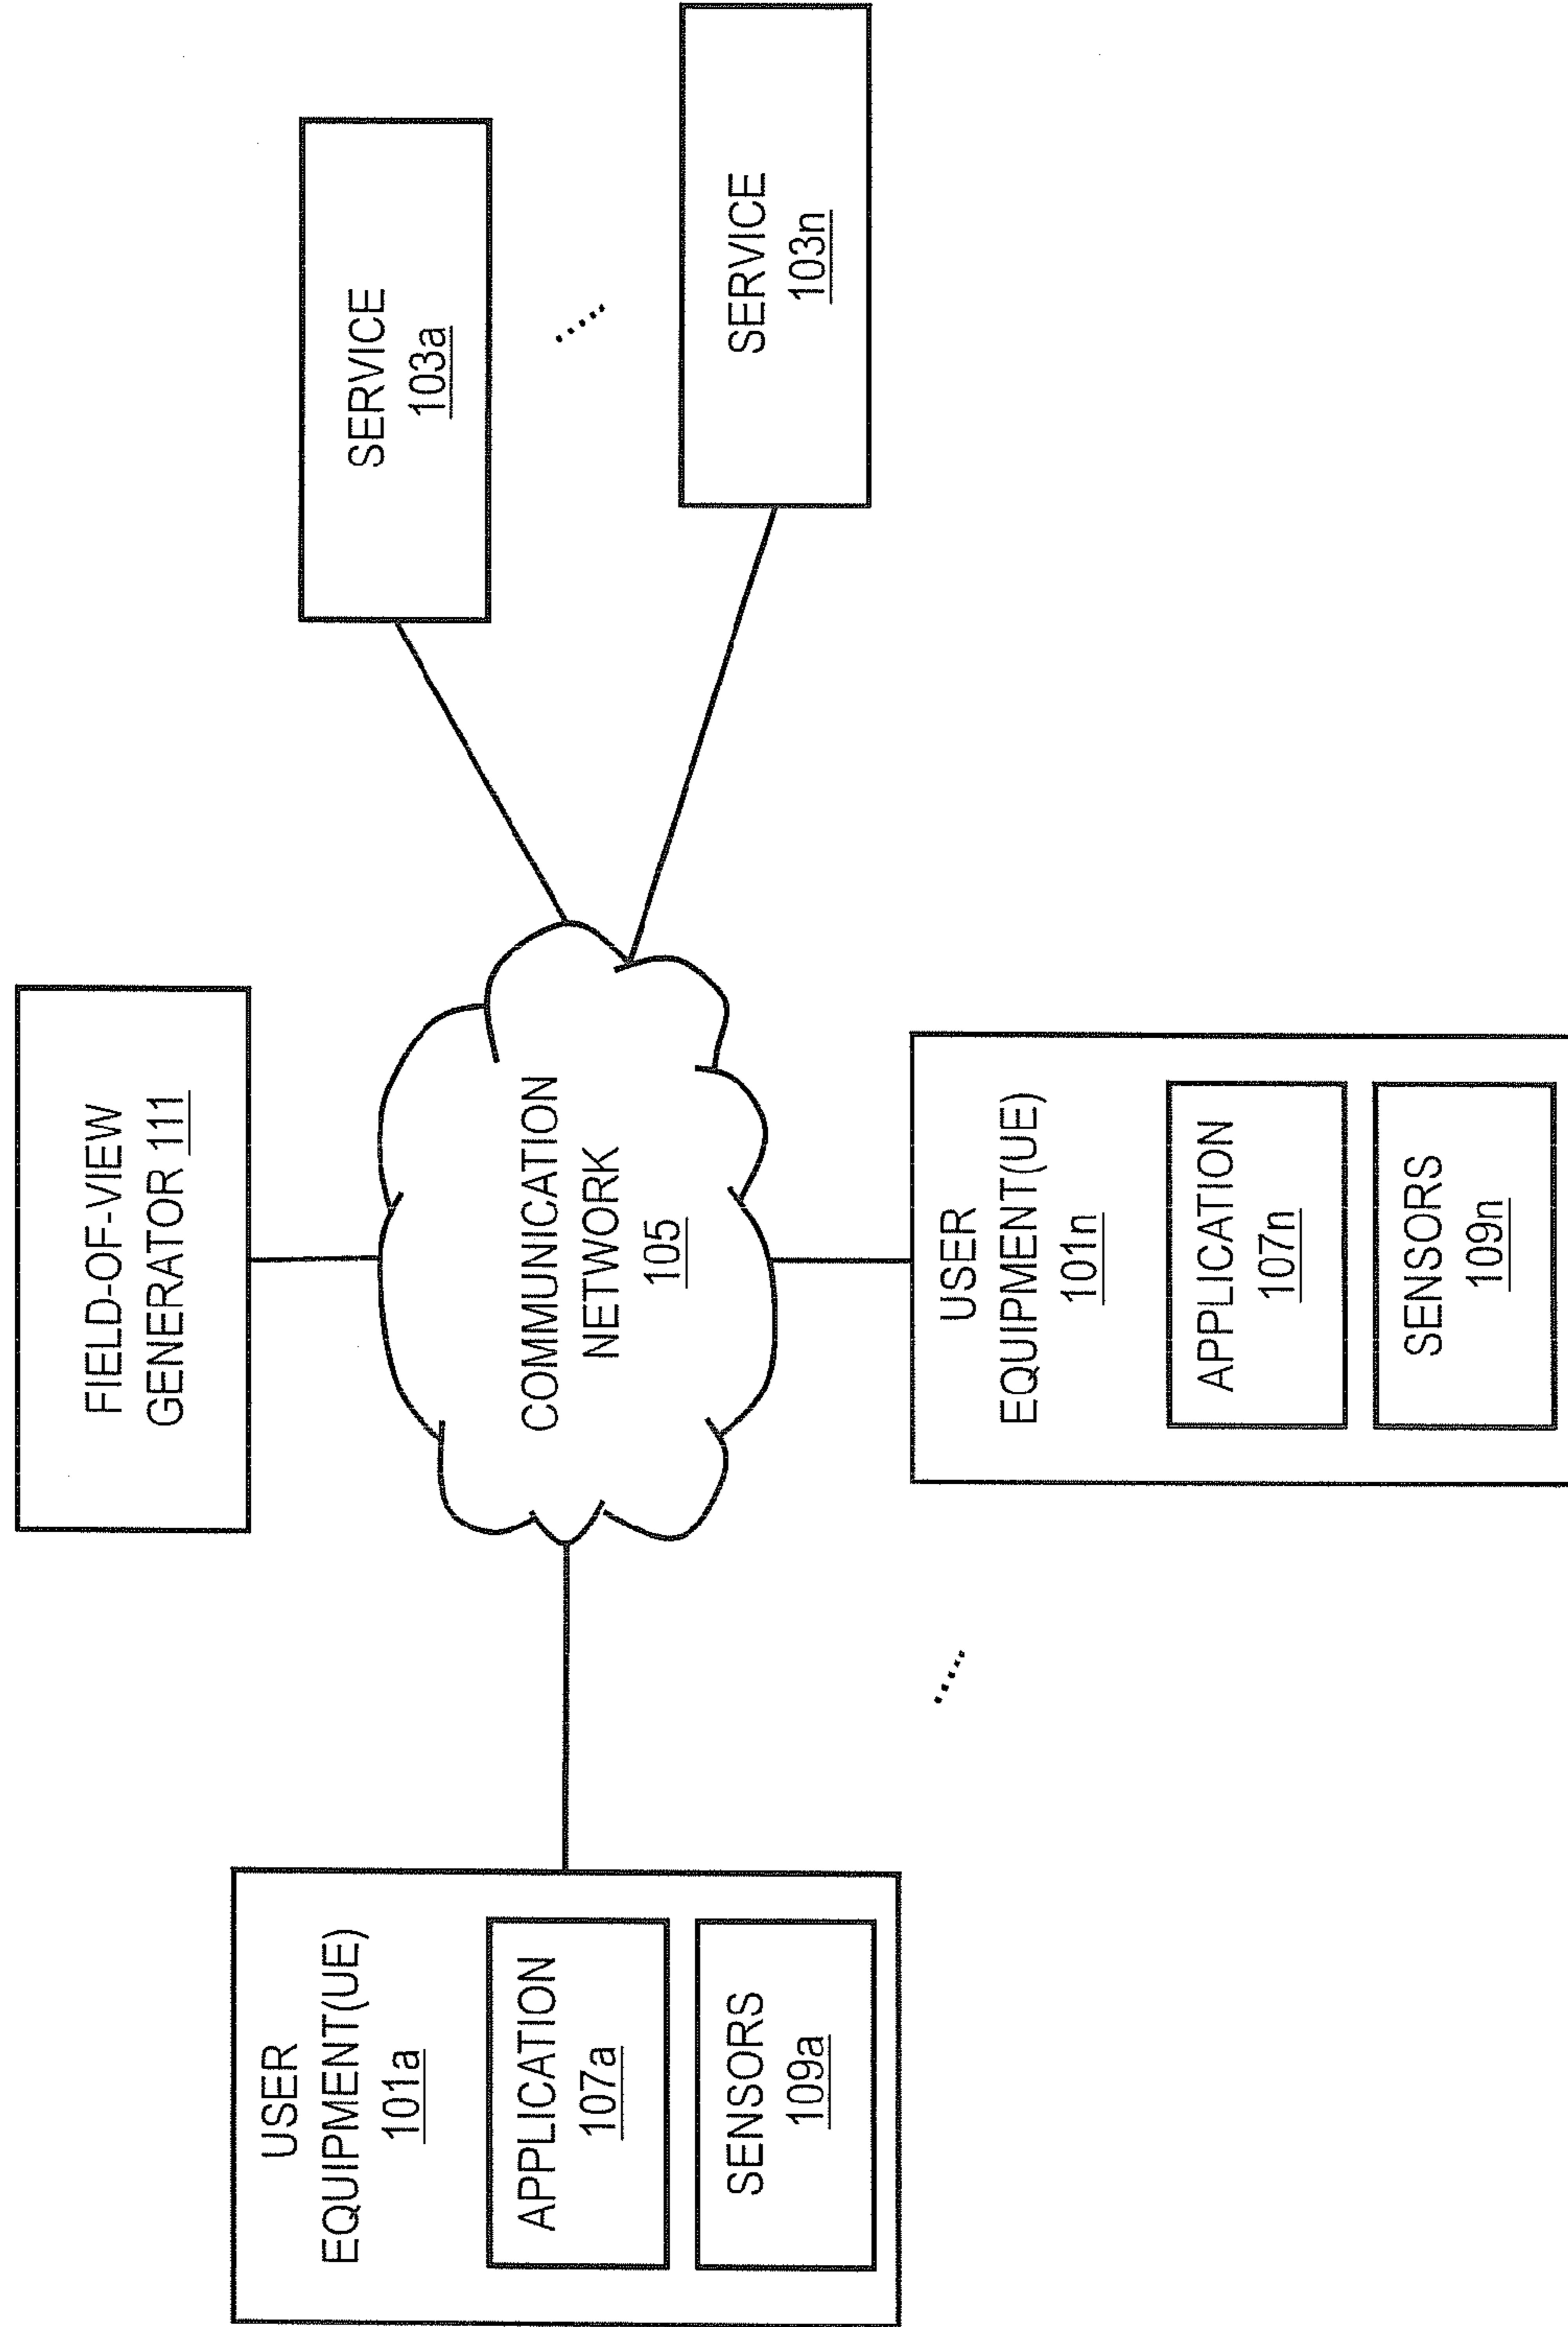 FIELD-OF-VIEW
GENERATOR 111
SERVICE
103a
SERVICE
103n
COMMUNICATION
NETWORK
105
USER
EQUIPMENT(UE)
101a
APPLICATION
107a
SENSORS
109a
USER
EQUIPMENT(UE)
101n
APPLICATION
107n
SENSORS
109n